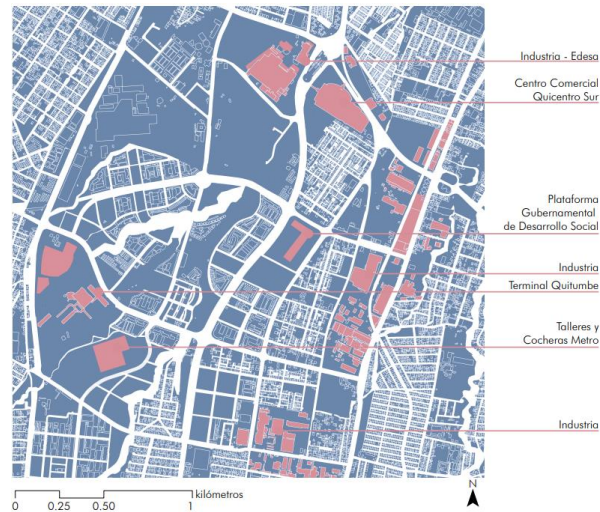 Industria - Edesa
Centro Comercial
Quicentro Sur
Plataforma
Gubernamental
de Desarrollo Social
Industria
Terminal Quitumbe
Talleres y
Cocheras Metro
Industria
N
kilómetros
0 0.25 0.50 1